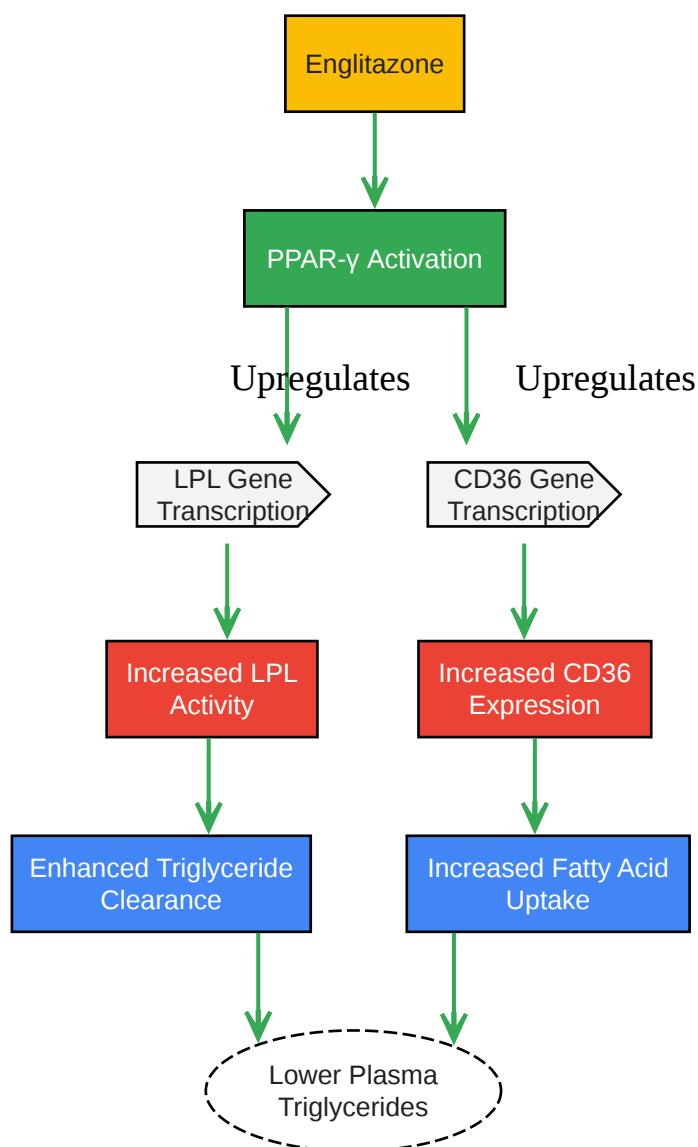 Englitazone
PPAR-γ Activation
Upregulates
Upregulates
LPL Gene
Transcription
CD36 Gene
Transcription
Increased LPL
Activity
Increased CD36
Expression
Enhanced Triglyceride
Clearance
Increased Fatty Acid
Uptake
Lower Plasma
Triglycerides